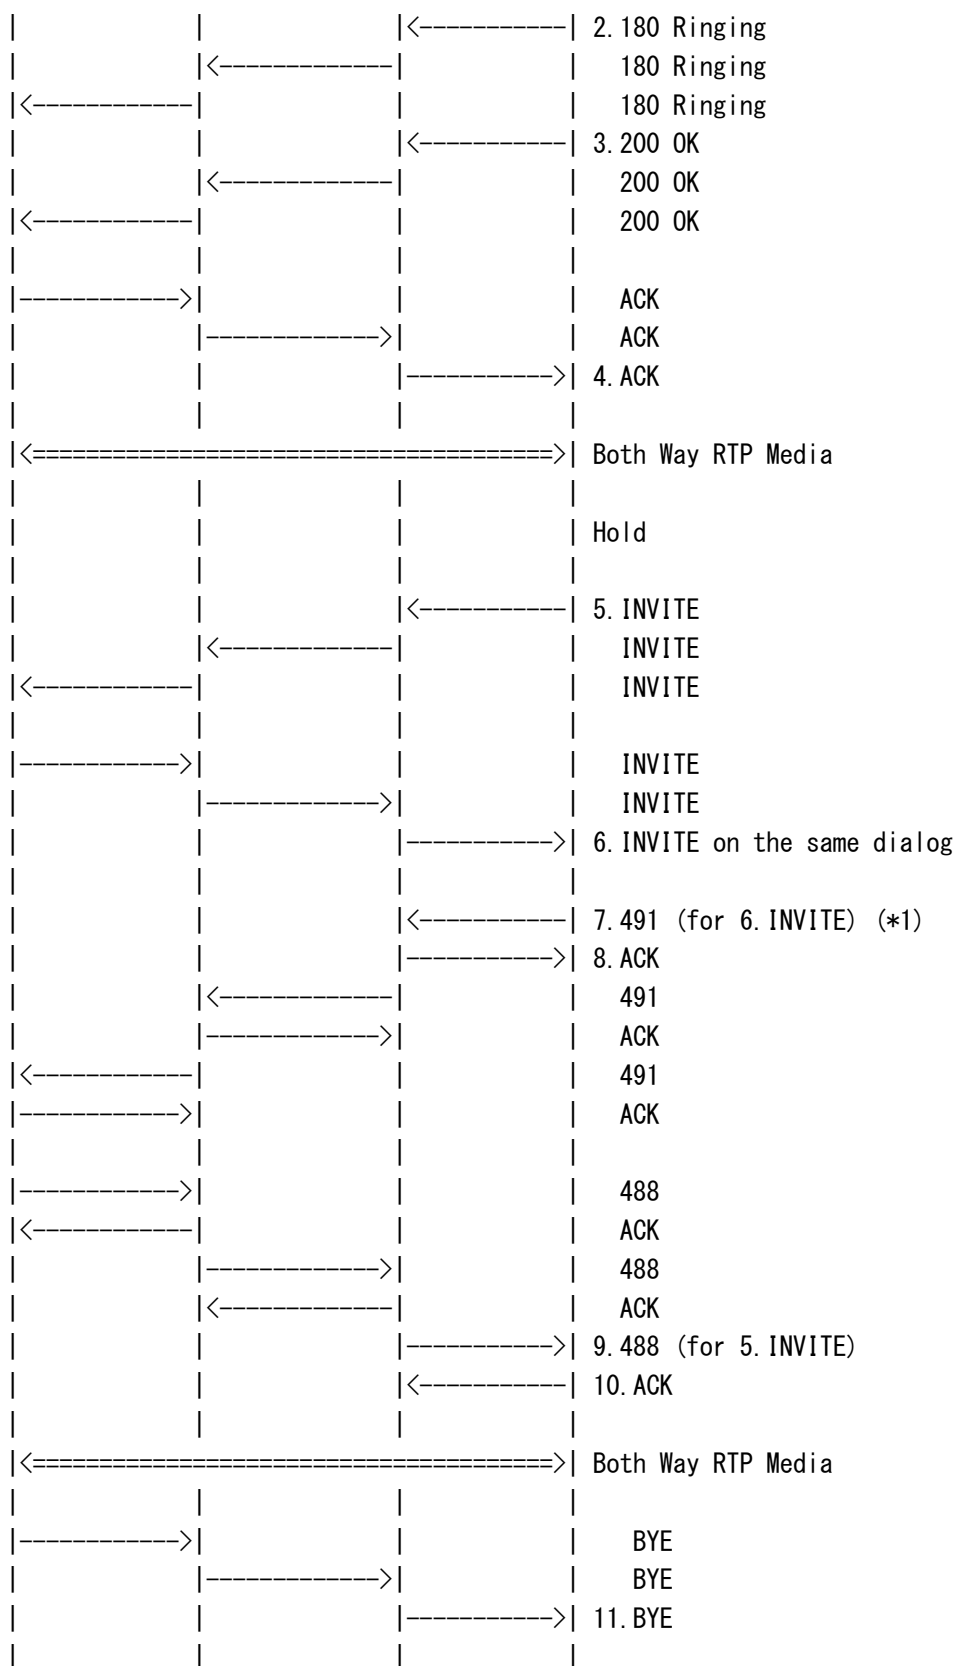 |            |            |<-----------| 2.180 Ringing
|            |<-------------|            |   180 Ringing
|<------------|            |            |   180 Ringing
|            |            |<-----------| 3.200 OK
|            |<-------------|            |   200 OK
|<------------|            |            |   200 OK
|            |            |            |
|------------>|            |            |   ACK
|            |------------->|            |   ACK
|            |            |----------->| 4.ACK
|            |            |            |
|<=======================================>| Both Way RTP Media
|            |            |            |
|            |            |            | Hold
|            |            |            |
|            |            |<-----------| 5.INVITE
|            |<-------------|            |   INVITE
|<------------|            |            |   INVITE
|            |            |            |
|------------>|            |            |   INVITE
|            |------------->|            |   INVITE
|            |            |----------->| 6.INVITE on the same dialog
|            |            |            |
|            |            |<-----------| 7.491 (for 6.INVITE) (*1)
|            |            |----------->| 8.ACK
|            |<-------------|            |   491
|            |------------->|            |   ACK
|<------------|            |            |   491
|------------>|            |            |   ACK
|            |            |            |
|------------>|            |            |   488
|<------------|            |            |   ACK
|            |------------->|            |   488
|            |<-------------|            |   ACK
|            |            |----------->| 9.488 (for 5.INVITE)
|            |            |<-----------| 10.ACK
|            |            |            |
|<=======================================>| Both Way RTP Media
|            |            |            |
|------------>|            |            |    BYE
|            |------------->|            |    BYE
|            |            |----------->| 11.BYE
|            |            |            |